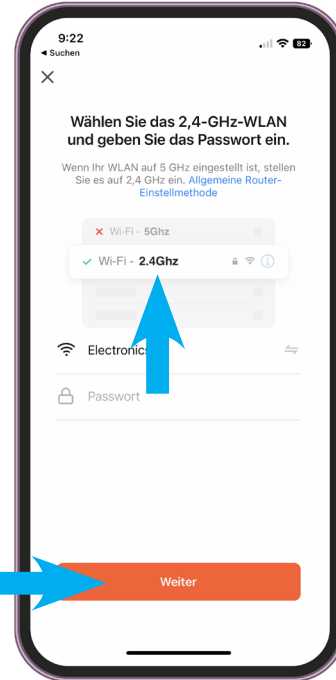 9:22
82
◀ Suchen
Wählen Sie das 2,4-GHz-WLAN
und geben Sie das Passwort ein.
Wenn Ihr WLAN auf 5 GHz eingestellt ist, stellen
Sie es auf 2,4 GHz ein. Allgemeine Router-
Einstellmethode
Wi-Fi - 5Ghz
Wi-Fi - 2.4Ghz
Electronics
Passwort
Weiter